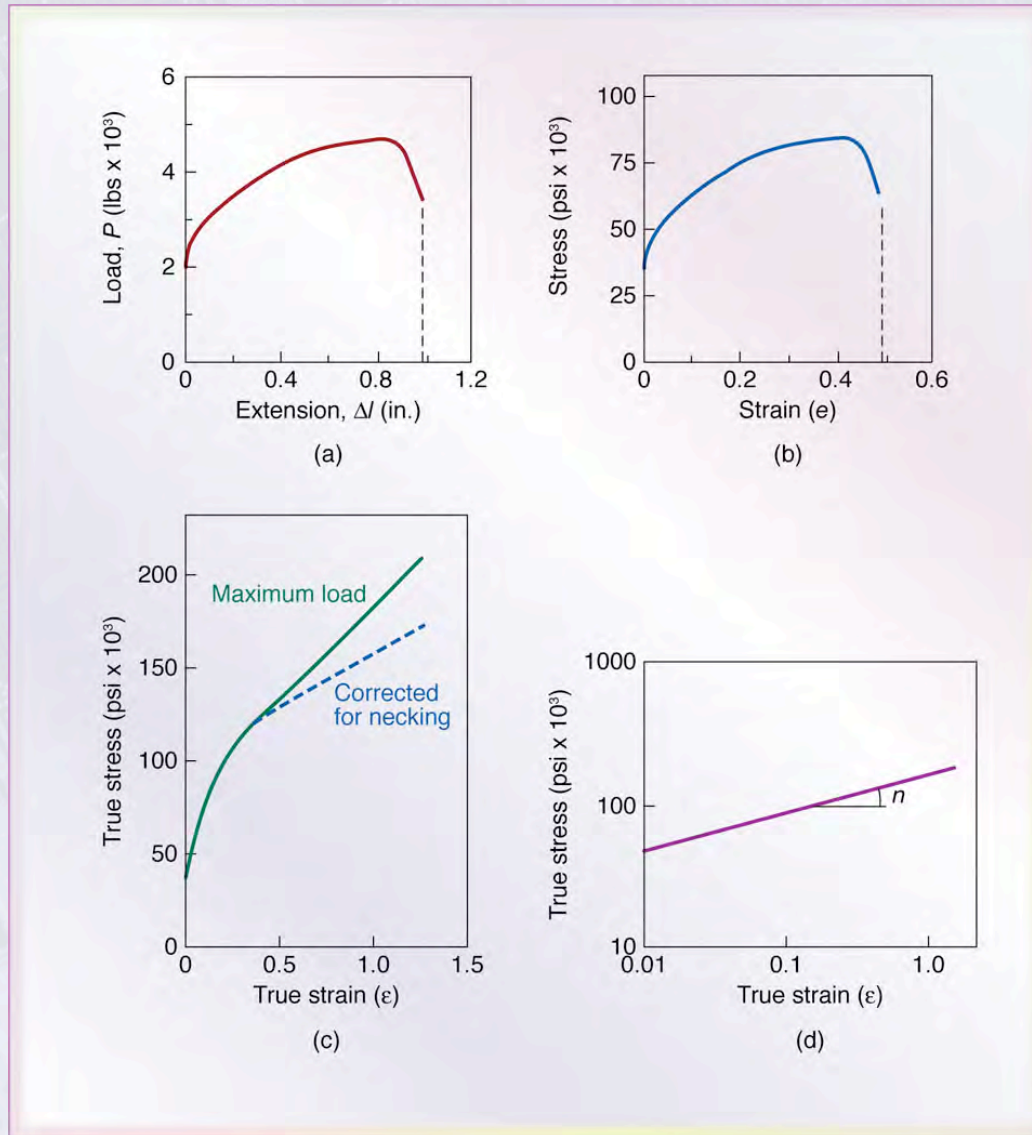 6
4
2
0
Load, P (lbs x 10³)
0
0.4
0.8
1.2
Extension, Δl (in.)
(a)
100
75
50
25
0
Stress (psi x 10³)
0
0.2
0.4
0.6
Strain (e)
(b)
200
150
100
50
0
True stress (psi x 10³)
Maximum load
Corrected
for necking
0
0.5
1.0
1.5
True strain (ε)
(c)
1000
100
10
True stress (psi x 10³)
n
0.01
0.1
1.0
True strain (ε)
(d)